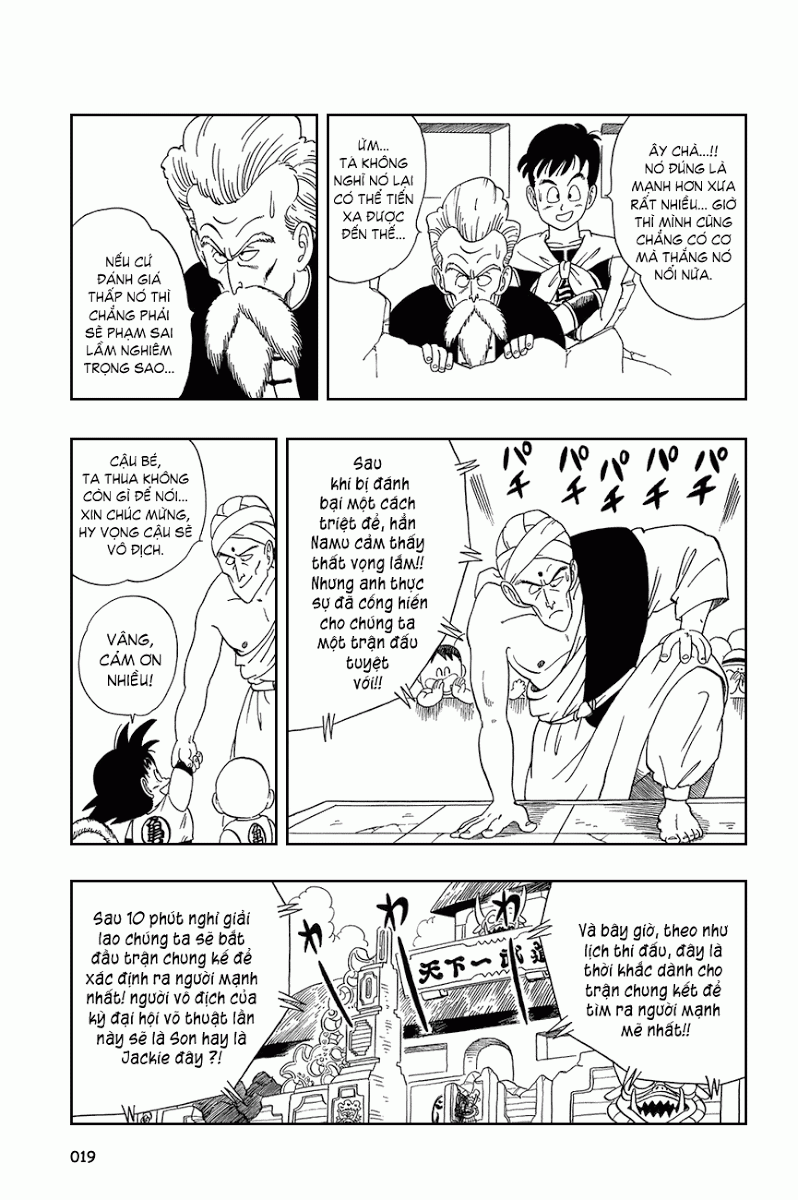 ÂY CHÀ...!!
NÓ ĐÚNG LÀ
MẠNH HƠN XƯA
RẤT NHIỀU... GIỜ
THÌ MÌNH CŨNG
CHẲNG CÓ CƠ
MÀ THẮNG NÓ
NỔI NỮA.
ỪM...
TA KHÔNG
NGHĨ NÓ LẠI
CÓ THỂ TIẾN
XA ĐƯỢC
ĐẾN THẾ...
NẾU CỨ
ĐÁNH GIÁ
THẤP NÓ THÌ
CHẲNG PHẢI
SẼ PHẠM SAI
LẦM NGHIÊM
TRỌNG SAO...
パチ
パチ
パチ
パチ
パチ
Sau
khi bị đánh
bại một cách
triệt để, hẳn
Namu cảm thấy
thất vọng lắm!!
Nhưng anh thực
sự đã cống hiến
cho chúng ta
một trận đấu
tuyệt
vời!!
CẬU BÉ,
TA THUA KHÔNG
CÒN GÌ ĐỂ NÓI...
XIN CHÚC MỪNG,
HY VỌNG CẬU SẼ
VÔ ĐỊCH.
VÂNG,
CẢM ƠN
NHIỀU!
亀
亀
Và bây giờ, theo như
lịch thi đấu, đây là
thời khắc dành cho
trận chung kết để
tìm ra người mạnh
mẽ nhất!!
わ
わ
わ
天下一武道
Sau 10 phút nghỉ giải
lao chúng ta sẽ bắt
đầu trận chung kế để
xác định ra người mạnh
nhất! người vô địch của
kỳ đại hội võ thuật lần
này sẽ là Son hay là
Jackie đây ?!
019